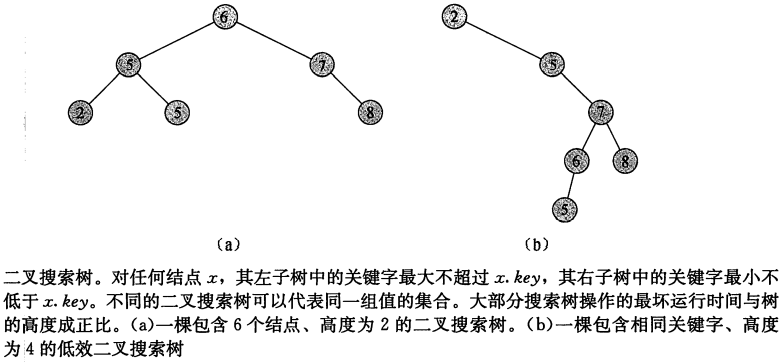 6
2
5
7
5
2
5
8
7
6
8
5
(a)
(b)
二叉搜索树。对任何结点 x，其左子树中的关键字最大不超过 x.key，其右子树中的关键字最小不
低于 x.key。不同的二叉搜索树可以代表同一组值的集合。大部分搜索树操作的最坏运行时间与树
的高度成正比。(a)一棵包含 6 个结点、高度为 2 的二叉搜索树。(b)一棵包含相同关键字、高度
为 4 的低效二叉搜索树